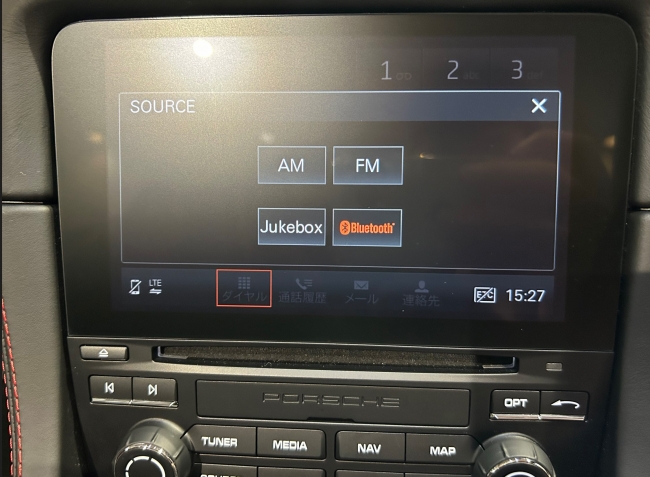 1 2 3
SOURCE
AM FM
Jukebox Bluetooth
LTE
ダイヤル 通話履歴 メール 連絡先
ETC 15:27
PORSCHE
OPT
TUNER MEDIA NAV MAP